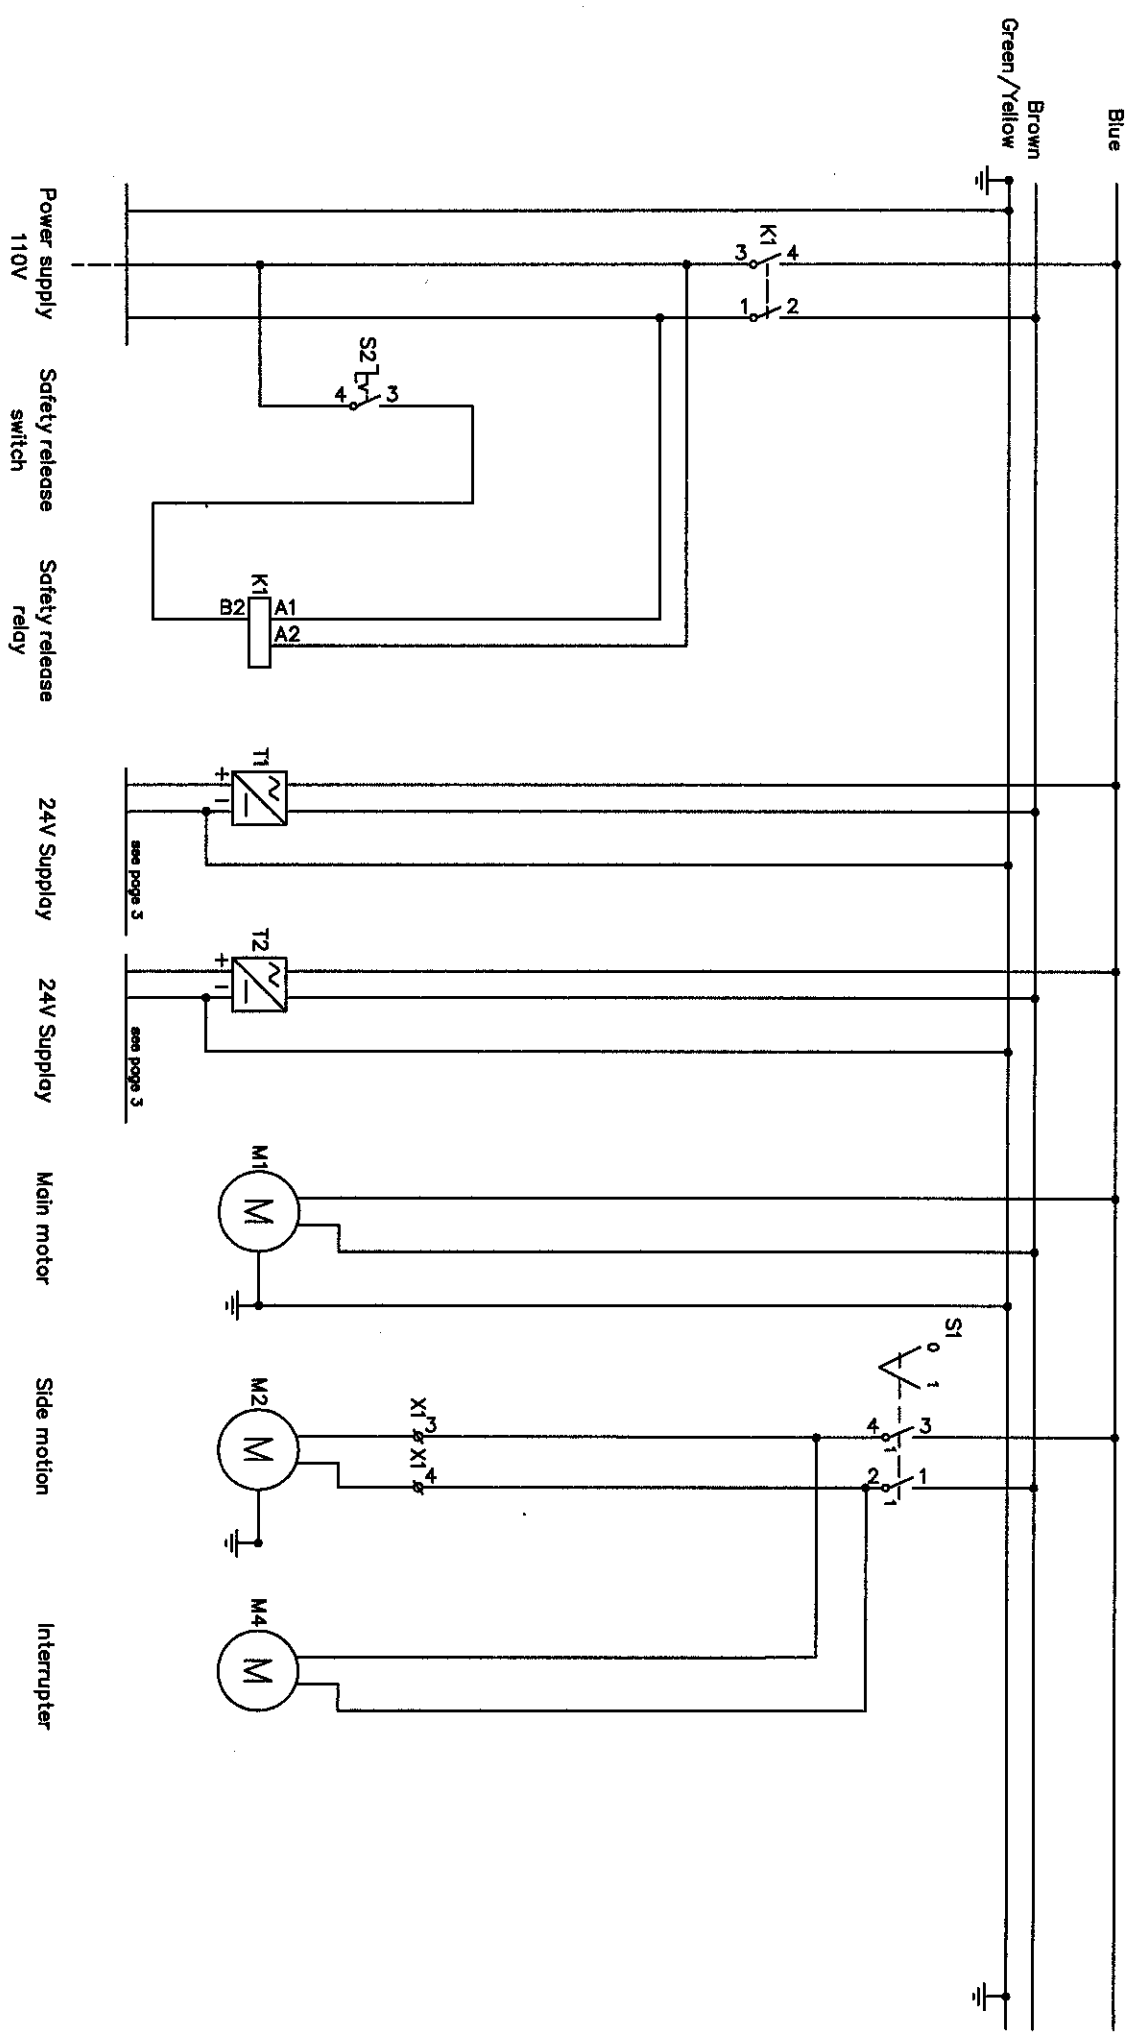 Blue
Brown
Green/Yellow
K1
3 4
1 2
S2
4 3
K1
B2 A1
A2
T1
+
~
−
T2
+
~
−
see page 3
see page 3
M1
M
M2
M
X1 3
X1 4
S1
0
1
4 3
1
2 1
1
M4
M
Power supply
110V
Safety release
switch
Safety release
relay
24V Supplay
24V Supplay
Main motor
Side motion
Interrupter